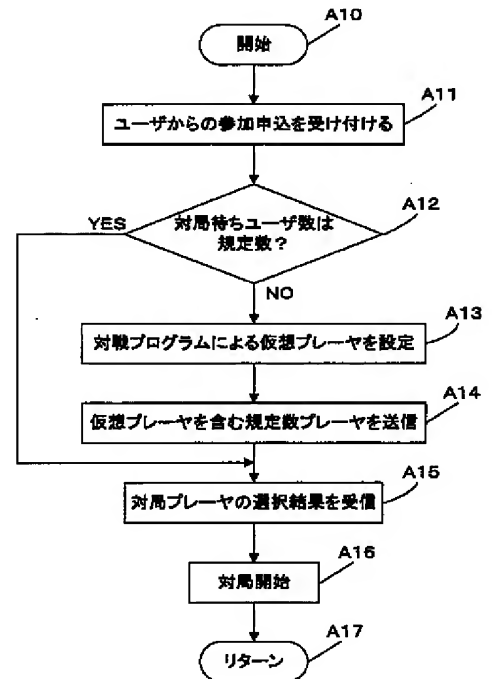 A10
開始
A11
ユーザからの参加申込を受け付ける
A12
対局待ちユーザ数は
規定数？
YES
NO
A13
対戦プログラムによる仮想プレーヤを設定
A14
仮想プレーヤを含む規定数プレーヤを送信
A15
対局プレーヤの選択結果を受信
A16
対局開始
A17
リターン